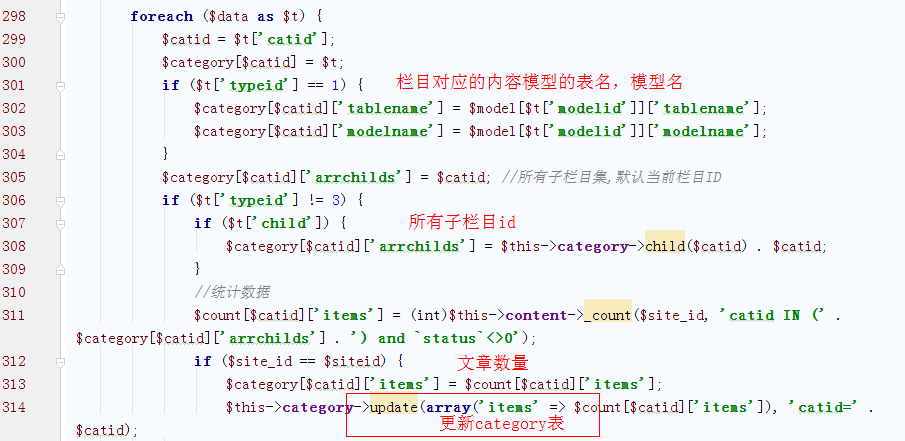 298 foreach ($data as $t) {
299 $catid = $t['catid'];
300 $category[$catid] = $t;
301 if ($t['typeid'] == 1) { 栏目对应的内容模型的表名，模型名
302 $category[$catid]['tablename'] = $model[$t['modelid']]['tablename'];
303 $category[$catid]['modelname'] = $model[$t['modelid']]['modelname'];
304 }
305 $category[$catid]['arrchilds'] = $catid; //所有子栏目集,默认当前栏目ID
306 if ($t['typeid'] != 3) {
307 if ($t['child']) { 所有子栏目id
308 $category[$catid]['arrchilds'] = $this->category->child($catid) . $catid;
309 }
310 //统计数据
311 $count[$catid]['items'] = (int)$this->content->_count($site_id, 'catid IN (' .
$category[$catid]['arrchilds'] . ') and `status`<>0');
312 if ($site_id == $siteid) { 文章数量
313 $category[$catid]['items'] = $count[$catid]['items'];
314 $this->category->update(array('items' => $count[$catid]['items']), 'catid=' .
更新category表
$catid);